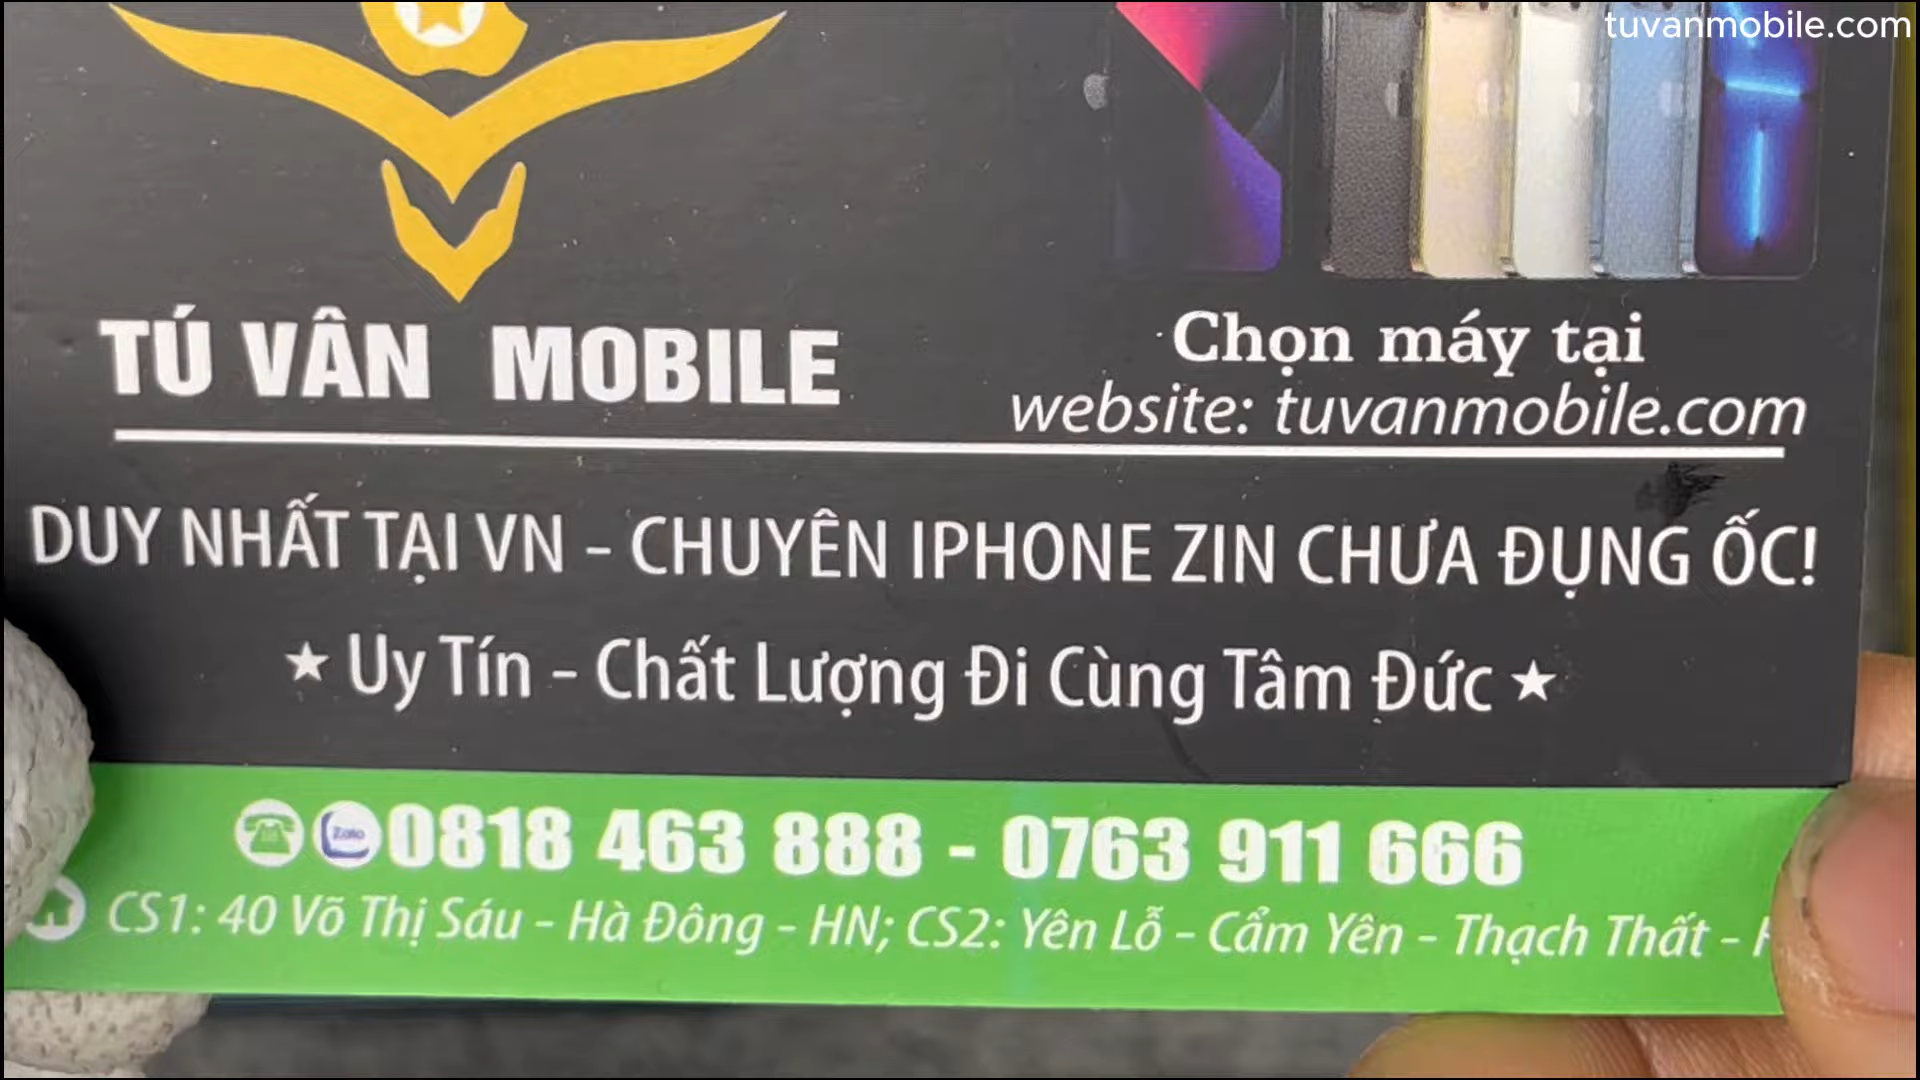 tuvanmobile.com
TÚ VÂN MOBILE
Chọn máy tại
website: tuvanmobile.com
DUY NHẤT TẠI VN - CHUYÊN IPHONE ZIN CHƯA ĐỤNG ỐC!
★ Uy Tín - Chất Lượng Đi Cùng Tâm Đức ★
Zalo 0818 463 888 - 0763 911 666
CS1: 40 Võ Thị Sáu - Hà Đông - HN; CS2: Yên Lỗ - Cẩm Yên - Thạch Thất -